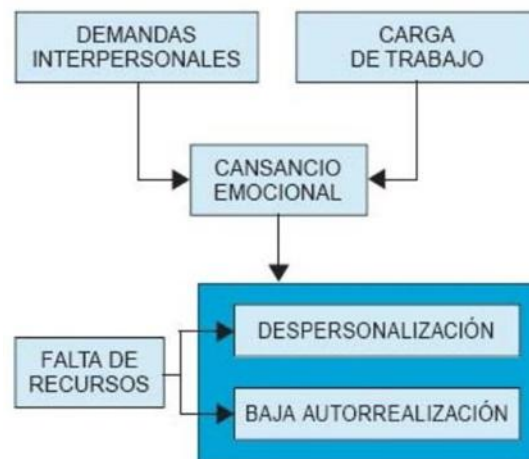 DEMANDAS
INTERPERSONALES
CARGA
DE TRABAJO
CANSANCIO
EMOCIONAL
DESPERSONALIZACIÓN
FALTA DE
RECURSOS
BAJA AUTORREALIZACIÓN